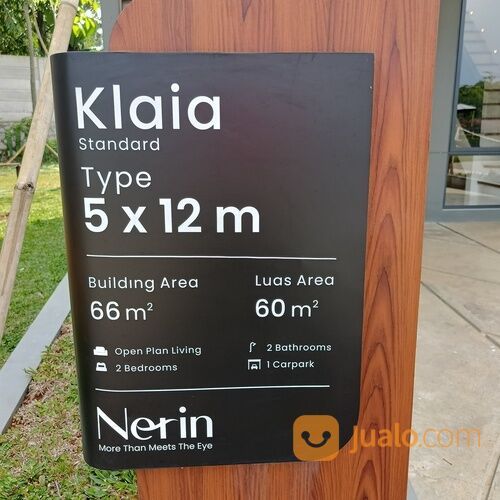 Klaia
Standard
Type
5 x 12 m
Building Area
66 m²
Luas Area
60 m²
Open Plan Living
2 Bedrooms
2 Bathrooms
1 Carpark
Nerin
More Than Meets The Eye
Jualo.com